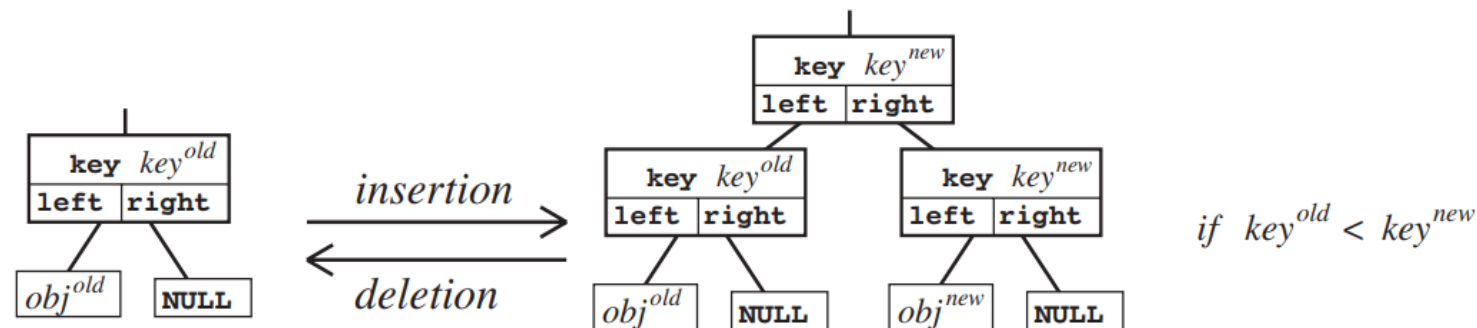 key key^new
left right
key key^old
left right
insertion
deletion
key key^old
left right
key key^new
left right
if key^old < key^new
obj^old NULL
obj^old NULL
obj^new NULL